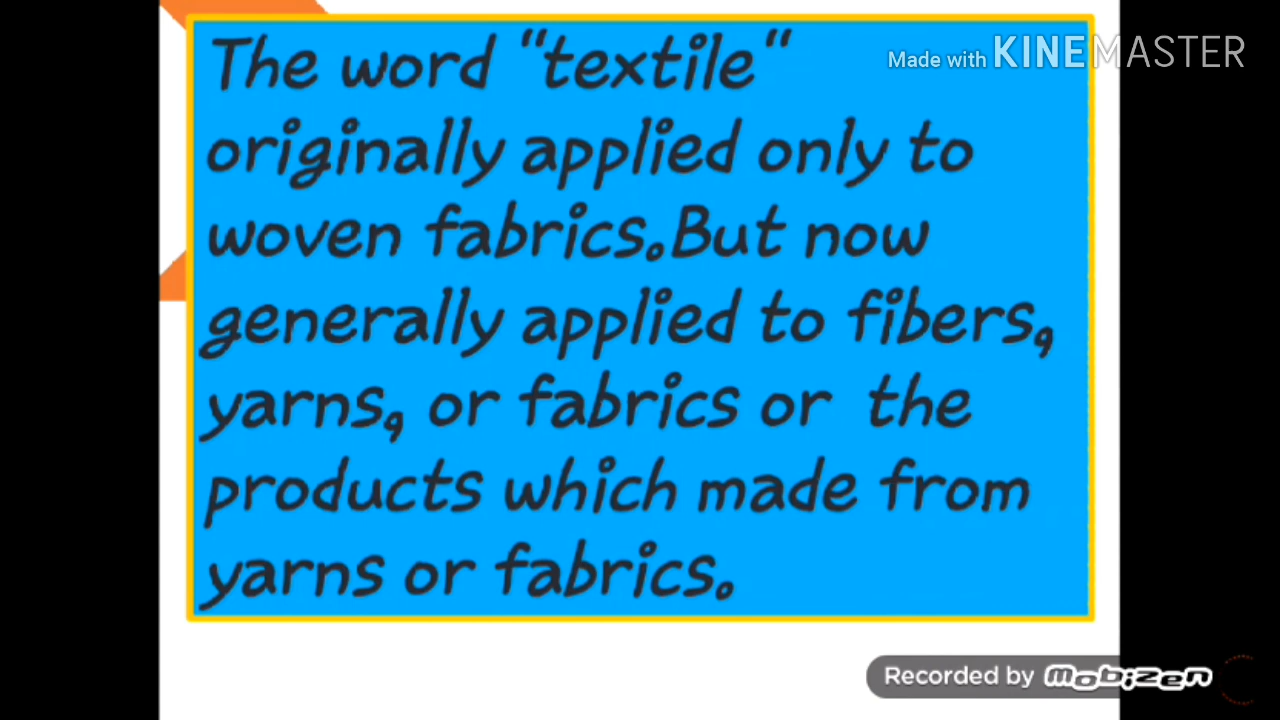 The word "textile"
Made with KINEMASTER
originally applied only to
woven fabrics.But now
generally applied to fibers,
yarns, or fabrics or the
products which made from
yarns or fabrics.
Recorded by mobizen